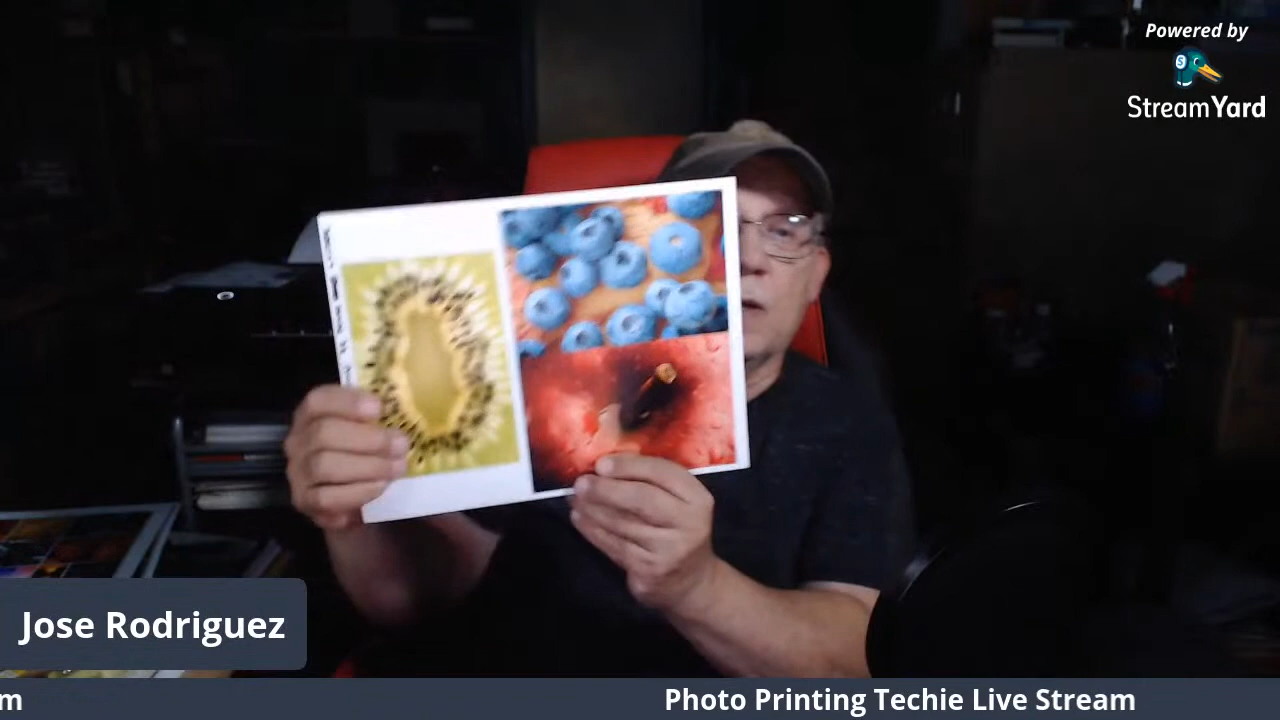 Powered by
StreamYard
Jose Rodriguez
m
Photo Printing Techie Live Stream